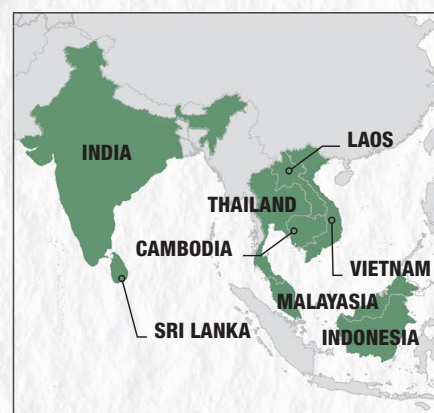 LAOS
INDIA
THAILAND
CAMBODIA
VIETNAM
MALAYASIA
SRI LANKA
INDONESIA